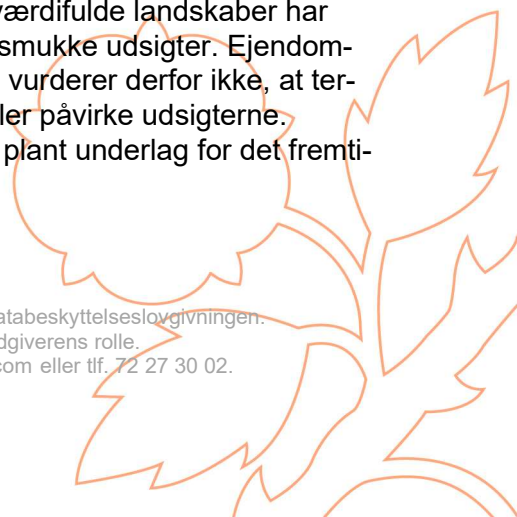 værdifulde landskaber har
smukke udsigter. Ejendom-
vurderer derfor ikke, at ter-
ler påvirke udsigterne.
plant underlag for det fremti-
atabeskyttelseslovgivningen.
dgiverens rolle.
com eller tlf. 72 27 30 02.